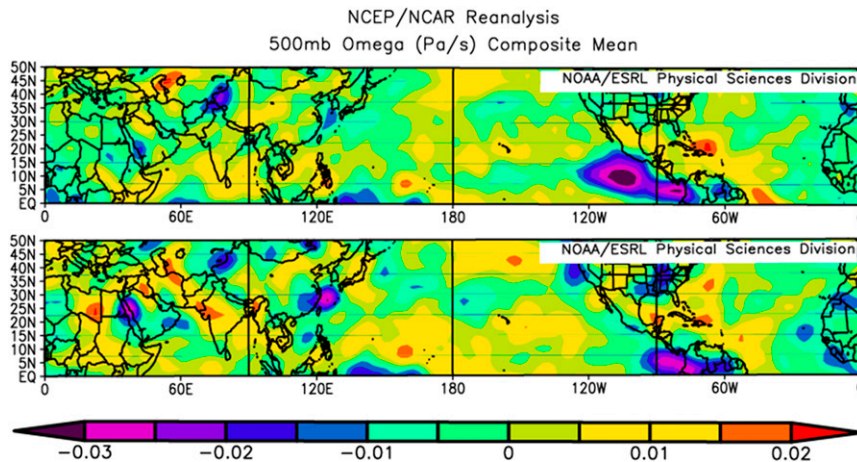 NCEP/NCAR Reanalysis
500mb Omega (Pa/s) Composite Mean
NOAA/ESRL Physical Sciences Division
50N
45N
40N
35N
30N
25N
20N
15N
10N
5N
EQ
0 60E 120E 180 120W 60W 0
NOAA/ESRL Physical Sciences Division
50N
45N
40N
35N
30N
25N
20N
15N
10N
5N
EQ
0 60E 120E 180 120W 60W 0
-0.03 -0.02 -0.01 0 0.01 0.02